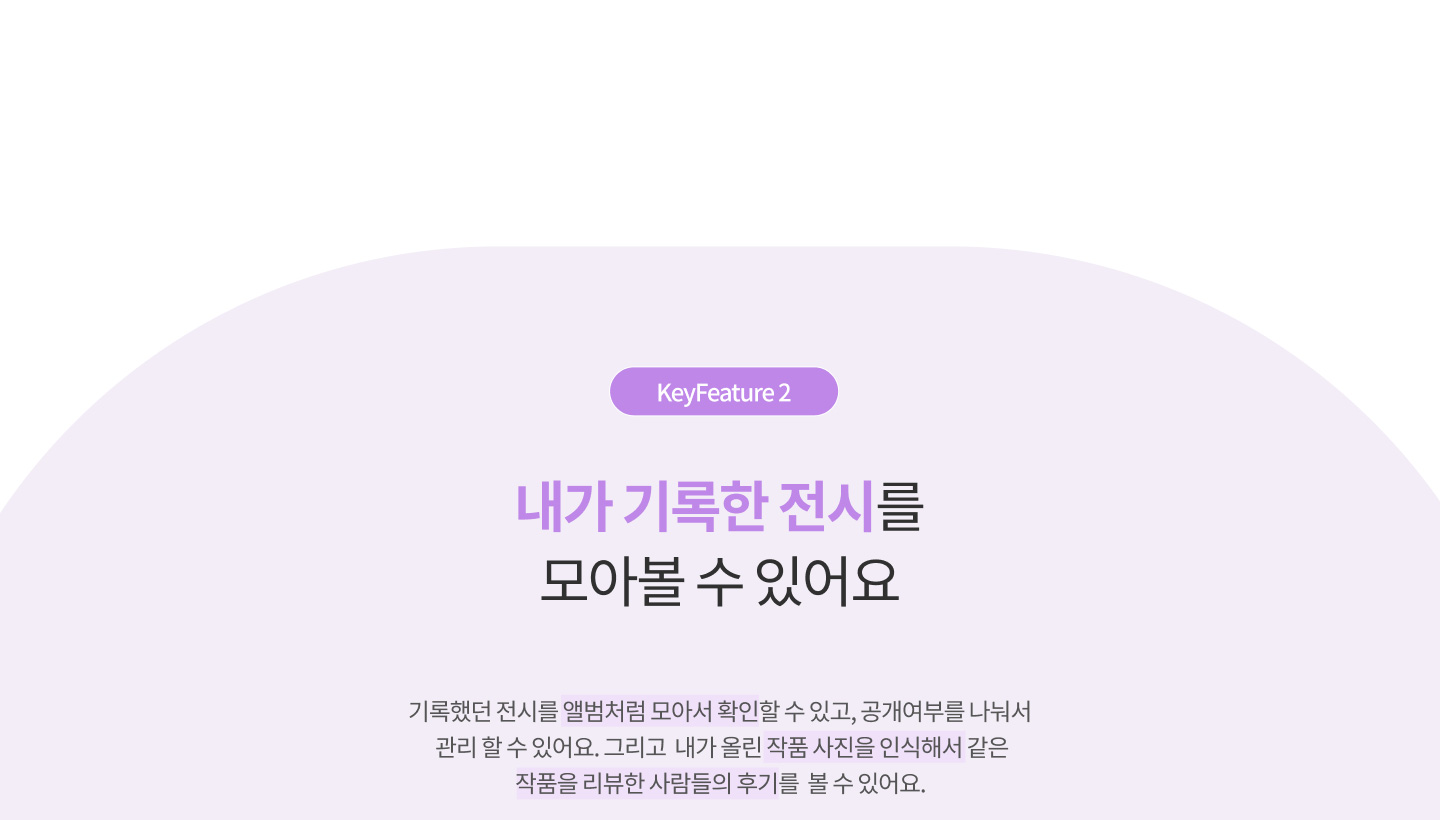 KeyFeature 2
내가 기록한 전시를
모아볼 수 있어요
기록했던 전시를 앨범처럼 모아서 확인할 수 있고, 공개여부를 나눠서
관리 할 수 있어요. 그리고 내가 올린 작품 사진을 인식해서 같은
작품을 리뷰한 사람들의 후기를 볼 수 있어요.